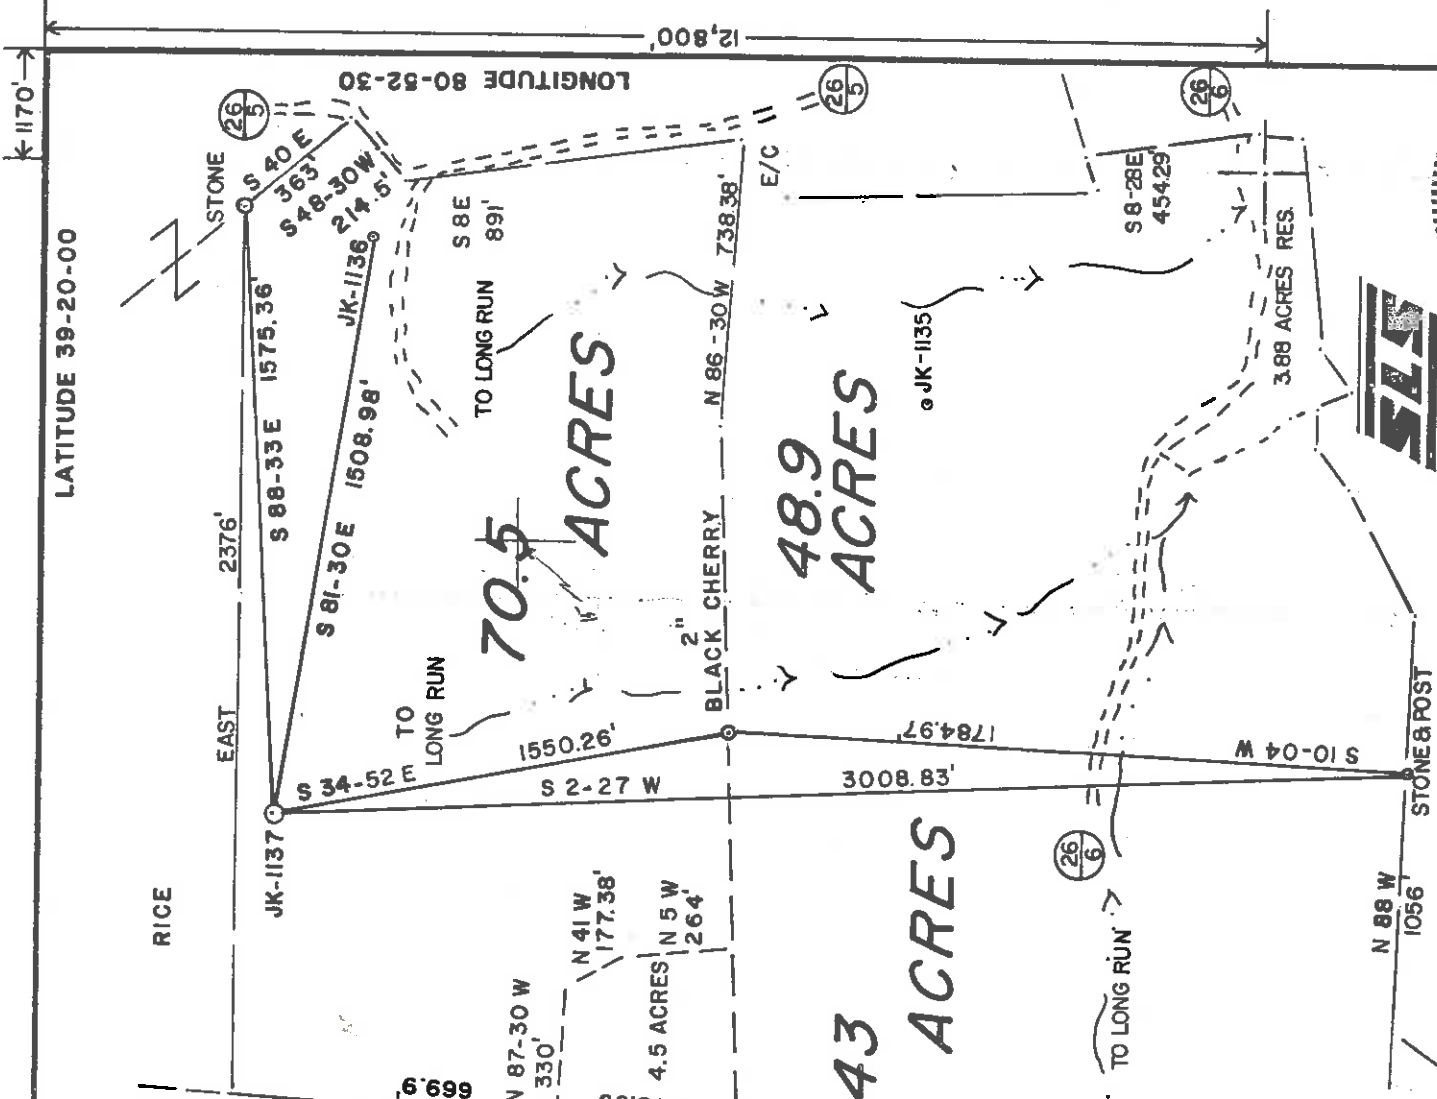 LATITUDE 39-20-00
LONGITUDE 80-52-30
1170'
12,800'
STONE
26
5
S 40 E
363'
S 48-30 W
214.5'
JK-1136
S 88-33 E 1575.36'
S 81-30 E 1508.98'
EAST 2376'
RICE
JK-1137
S 8 E
891'
TO LONG RUN
70.5
ACRES
TO
LONG RUN
S 34-52 E 1550.26'
S 2-27 W 3008.83'
26
5
E/C
N 86-30 W 738.38'
2"
BLACK CHERRY
48.9
ACRES
JK-1135
1784.97'
S 10-04 W
STONE & POST
26
6
S 8-28 E
454.29'
3.88 ACRES RES.
SLS
26
6
N 88 W
1056'
TO LONG RUN
43
ACRES
N 41 W
177.38'
N 5 W
264'
4.5 ACRES
N 87-30 W
330'
669.9'